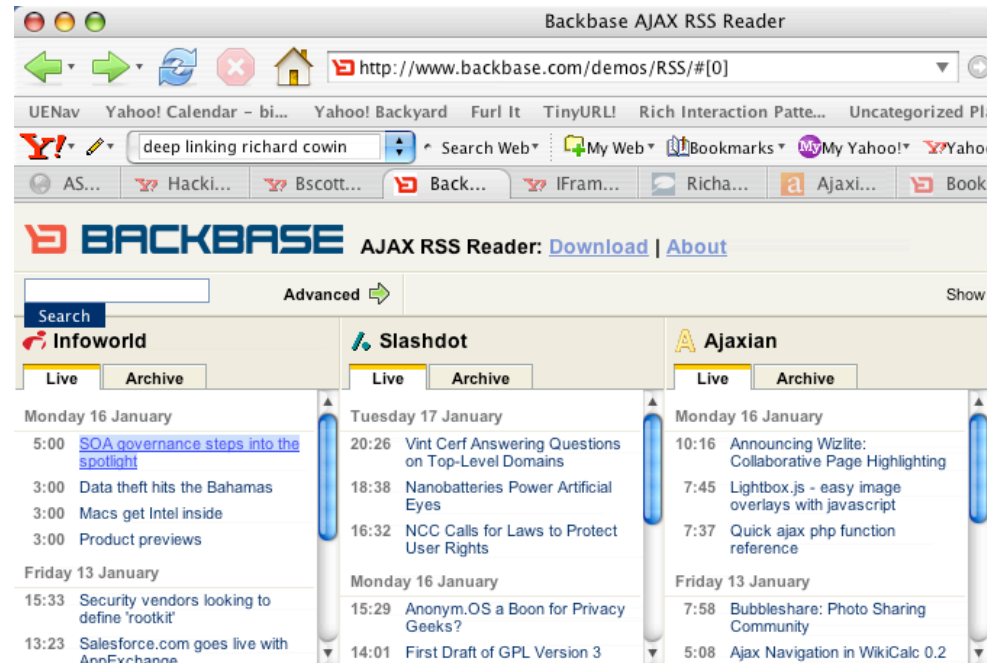 Backbase AJAX RSS Reader
http://www.backbase.com/demos/RSS/#[0]
UENav Yahoo! Calendar – bi... Yahoo! Backyard Furl It TinyURL! Rich Interaction Patte... Uncategorized Pl
Y! deep linking richard cowin Search Web My Web Bookmarks My My Yahoo! Y! Yahoo
AS... Hacki... Bscott... Back... IFram... Richa... Ajaxi... Book
BACKBASE AJAX RSS Reader: Download | About
Advanced Show
Search
Infoworld
Live Archive
Monday 16 January
5:00 SOA governance steps into the
spotlight
3:00 Data theft hits the Bahamas
3:00 Macs get Intel inside
3:00 Product previews
Friday 13 January
15:33 Security vendors looking to
define 'rootkit'
13:23 Salesforce.com goes live with
AppExchange
Slashdot
Live Archive
Tuesday 17 January
20:26 Vint Cerf Answering Questions
on Top-Level Domains
18:38 Nanobatteries Power Artificial
Eyes
16:32 NCC Calls for Laws to Protect
User Rights
Monday 16 January
15:29 Anonym.OS a Boon for Privacy
Geeks?
14:01 First Draft of GPL Version 3
Ajaxian
Live Archive
Monday 16 January
10:16 Announcing Wizlite:
Collaborative Page Highlighting
7:45 Lightbox.js - easy image
overlays with javascript
7:37 Quick ajax php function
reference
Friday 13 January
7:58 Bubbleshare: Photo Sharing
Community
5:08 Ajax Navigation in WikiCalc 0.2